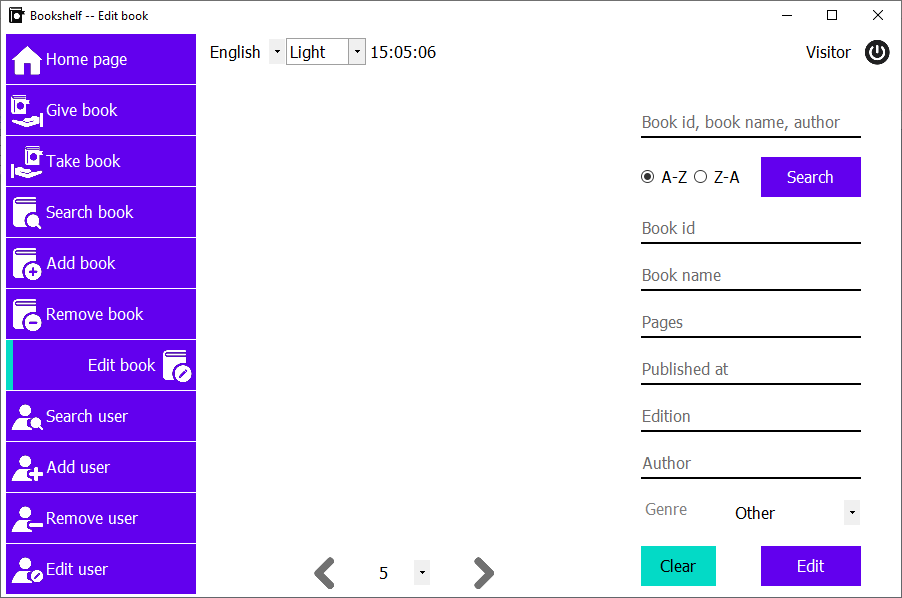 Bookshelf -- Edit book
Home page
Give book
Take book
Search book
Add book
Remove book
Edit book
Search user
Add user
Remove user
Edit user
English Light 15:05:06
Visitor
5
Book id, book name, author
A-Z Z-A Search
Book id
Book name
Pages
Published at
Edition
Author
Genre Other
Clear Edit